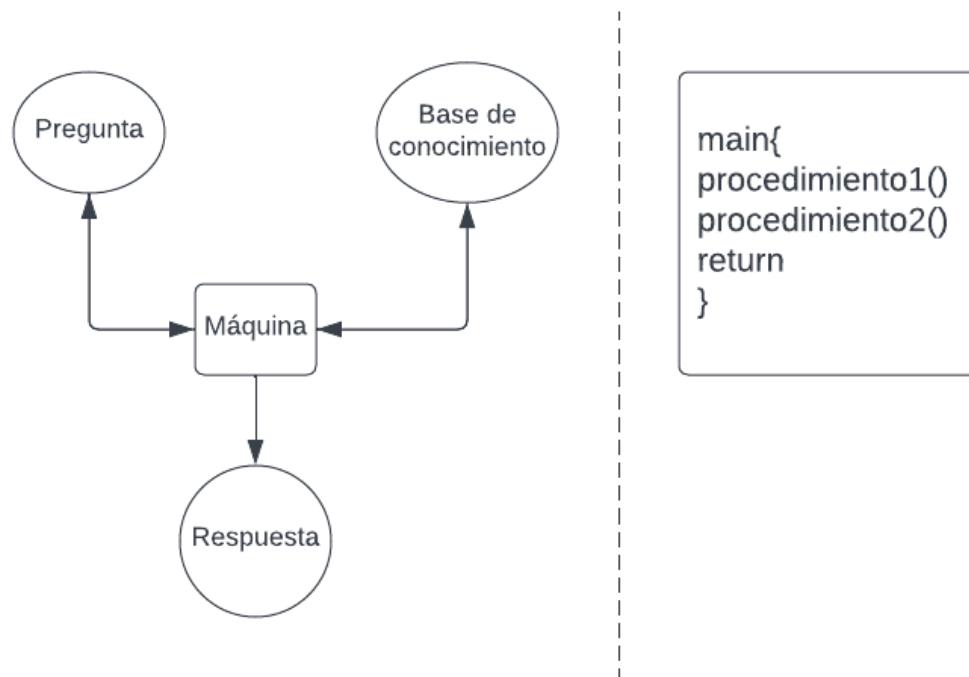 Pregunta
Base de
conocimiento
Máquina
Respuesta
main{
procedimiento1()
procedimiento2()
return
}